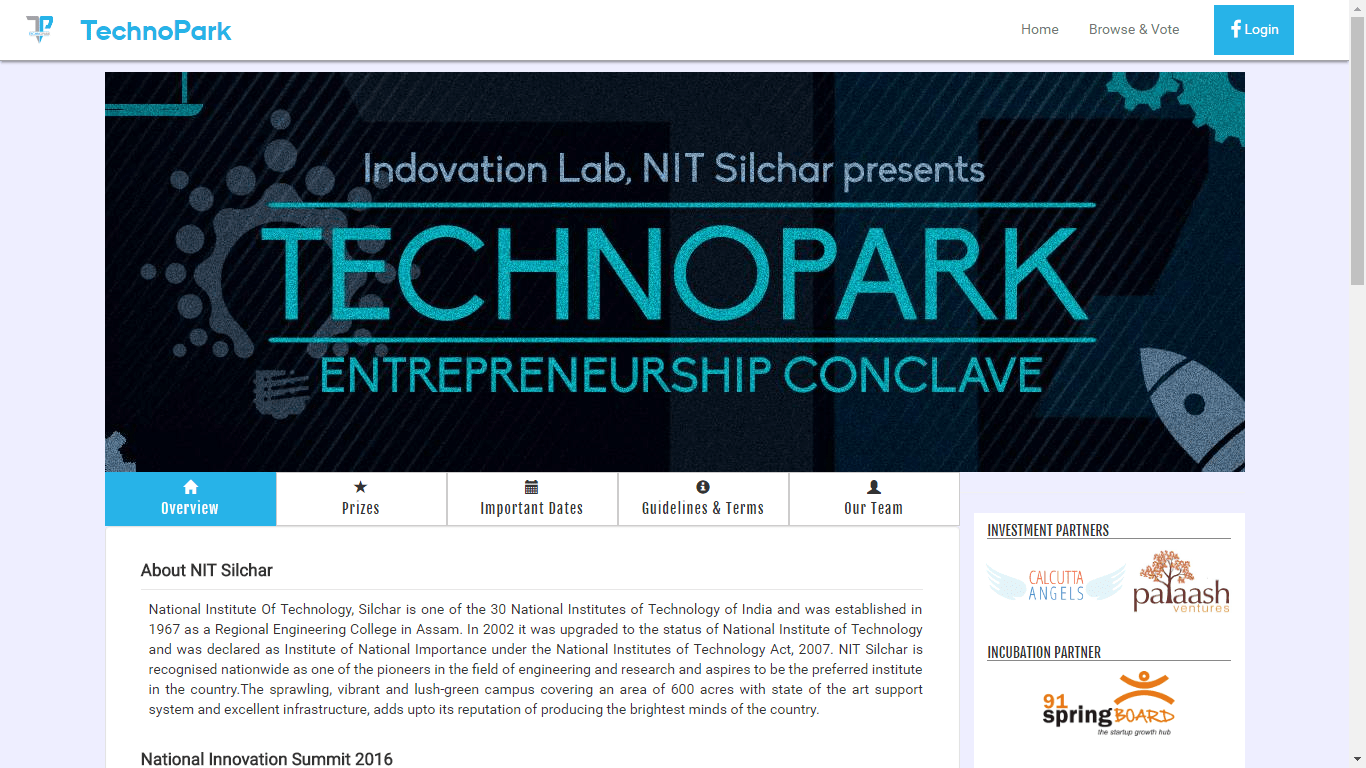 TechnoPark
Home
Browse & Vote
f Login
Indovation Lab, NIT Silchar presents
TECHNOPARK
ENTREPRENEURSHIP CONCLAVE
Overview
Prizes
Important Dates
Guidelines & Terms
Our Team
About NIT Silchar
National Institute Of Technology, Silchar is one of the 30 National Institutes of Technology of India and was established in
1967 as a Regional Engineering College in Assam. In 2002 it was upgraded to the status of National Institute of Technology
and was declared as Institute of National Importance under the National Institutes of Technology Act, 2007. NIT Silchar is
recognised nationwide as one of the pioneers in the field of engineering and research and aspires to be the preferred institute
in the country.The sprawling, vibrant and lush-green campus covering an area of 600 acres with state of the art support
system and excellent infrastructure, adds upto its reputation of producing the brightest minds of the country.
National Innovation Summit 2016
INVESTMENT PARTNERS
CALCUTTA
ANGELS
palaash
ventures
INCUBATION PARTNER
91
springBOARD
the startup growth hub